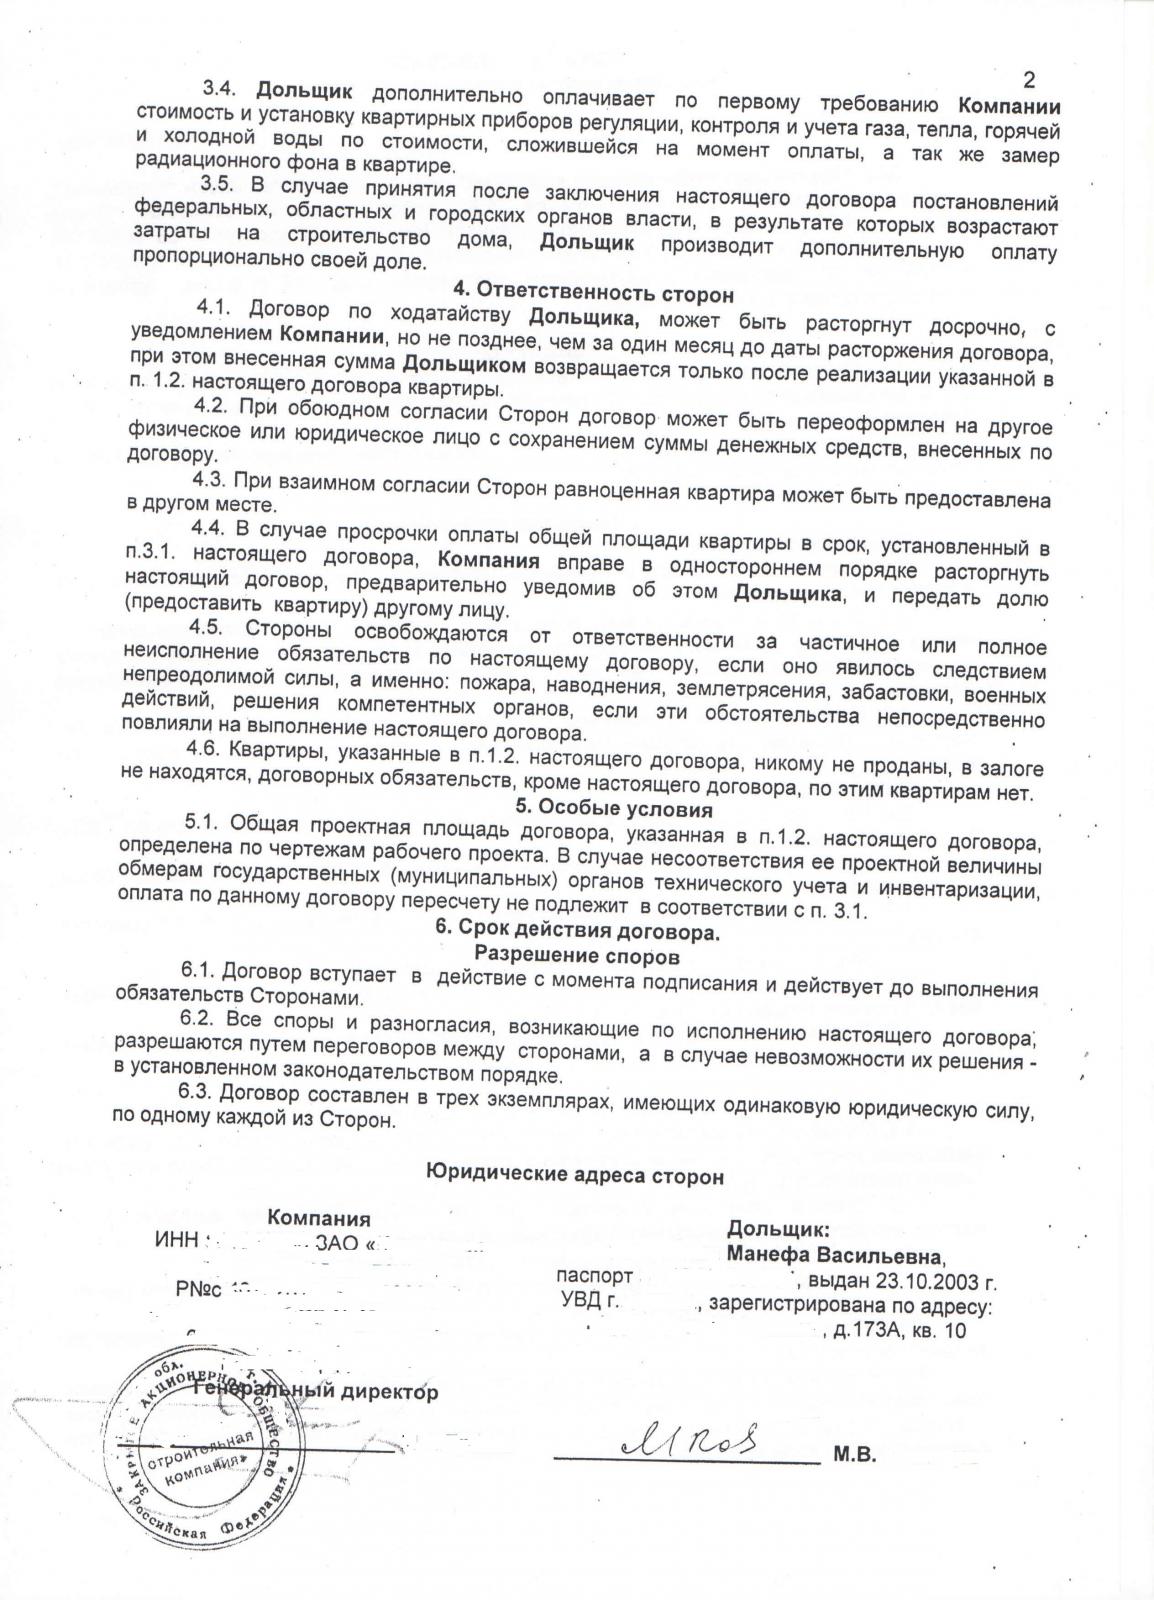 2
3.4. Дольщик дополнительно оплачивает по первому требованию Компании
стоимость и установку квартирных приборов регуляции, контроля и учета газа, тепла, горячей
и холодной воды по стоимости, сложившейся на момент оплаты, а так же замер
радиационного фона в квартире.
3.5. В случае принятия после заключения настоящего договора постановлений
федеральных, областных и городских органов власти, в результате которых возрастают
затраты на строительство дома, Дольщик производит дополнительную оплату
пропорционально своей доле.
4. Ответственность сторон
4.1. Договор по ходатайству Дольщика, может быть расторгнут досрочно, с
уведомлением Компании, но не позднее, чем за один месяц до даты расторжения договора,
при этом внесенная сумма Дольщиком возвращается только после реализации указанной в
п. 1.2. настоящего договора квартиры.
4.2. При обоюдном согласии Сторон договор может быть переоформлен на другое
физическое или юридическое лицо с сохранением суммы денежных средств, внесенных по
договору.
4.3. При взаимном согласии Сторон равноценная квартира может быть предоставлена
в другом месте.
4.4. В случае просрочки оплаты общей площади квартиры в срок, установленный в
п.3.1. настоящего договора, Компания вправе в одностороннем порядке расторгнуть
настоящий договор, предварительно уведомив об этом Дольщика, и передать долю
(предоставить квартиру) другому лицу.
4.5. Стороны освобождаются от ответственности за частичное или полное
неисполнение обязательств по настоящему договору, если оно явилось следствием
непреодолимой силы, а именно: пожара, наводнения, землетрясения, забастовки, военных
действий, решения компетентных органов, если эти обстоятельства непосредственно
повлияли на выполнение настоящего договора.
4.6. Квартиры, указанные в п.1.2. настоящего договора, никому не проданы, в залоге
не находятся, договорных обязательств, кроме настоящего договора, по этим квартирам нет.
5. Особые условия
5.1. Общая проектная площадь договора, указанная в п.1.2. настоящего договора,
определена по чертежам рабочего проекта. В случае несоответствия ее проектной величины
обмерам государственных (муниципальных) органов технического учета и инвентаризации,
оплата по данному договору пересчету не подлежит в соответствии с п. 3.1.
6. Срок действия договора.
Разрешение споров
6.1. Договор вступает в действие с момента подписания и действует до выполнения
обязательств Сторонами.
6.2. Все споры и разногласия, возникающие по исполнению настоящего договора,
разрешаются путем переговоров между сторонами, а в случае невозможности их решения -
в установленном законодательством порядке.
6.3. Договор составлен в трех экземплярах, имеющих одинаковую юридическую силу,
по одному каждой из Сторон.
Юридические адреса сторон
Компания
ИНН ЗАО «
Р№с
Дольщик:
Манефа Васильевна,
паспорт , выдан 23.10.2003 г.
УВД г. , зарегистрирована по адресу:
, д.173А, кв. 10
Генеральный директор
обл. г.
АКЦИОНЕРНОЕ ОБЩЕСТВО
строительная
компания»
* Российская Федерация *
М.В.